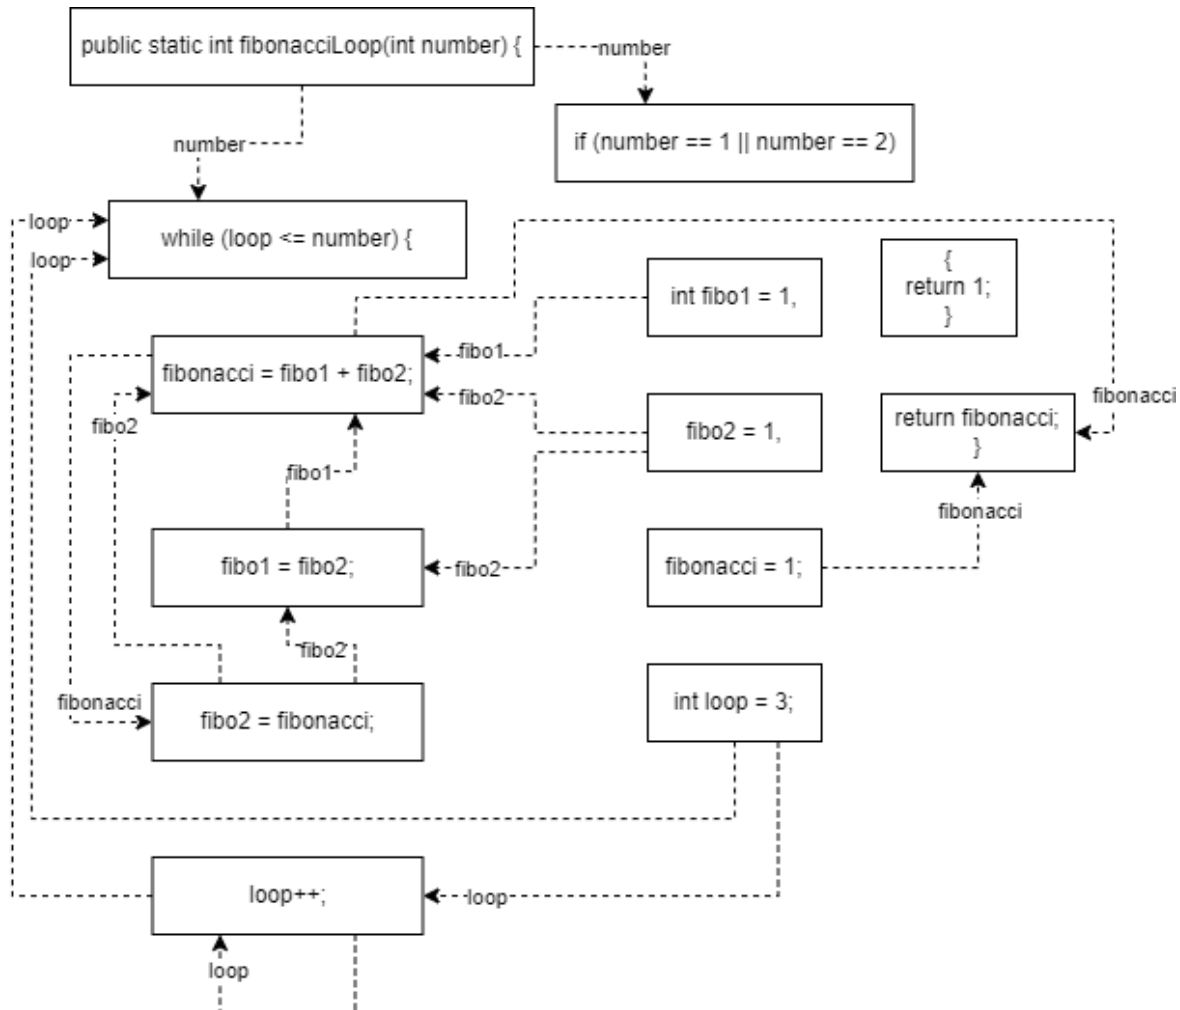 public static int fibonacciLoop(int number) {
number
if (number == 1 || number == 2)
number
loop
while (loop <= number) {
loop
{
return 1;
}
int fibo1 = 1,
fibo1
fibonacci = fibo1 + fibo2;
fibo2
fibonacci
fibo2
fibo2 = 1,
return fibonacci;
}
fibo1
fibonacci
fibo1 = fibo2;
fibo2
fibonacci = 1;
fibo2
fibonacci
fibo2 = fibonacci;
int loop = 3;
loop++;
loop
loop